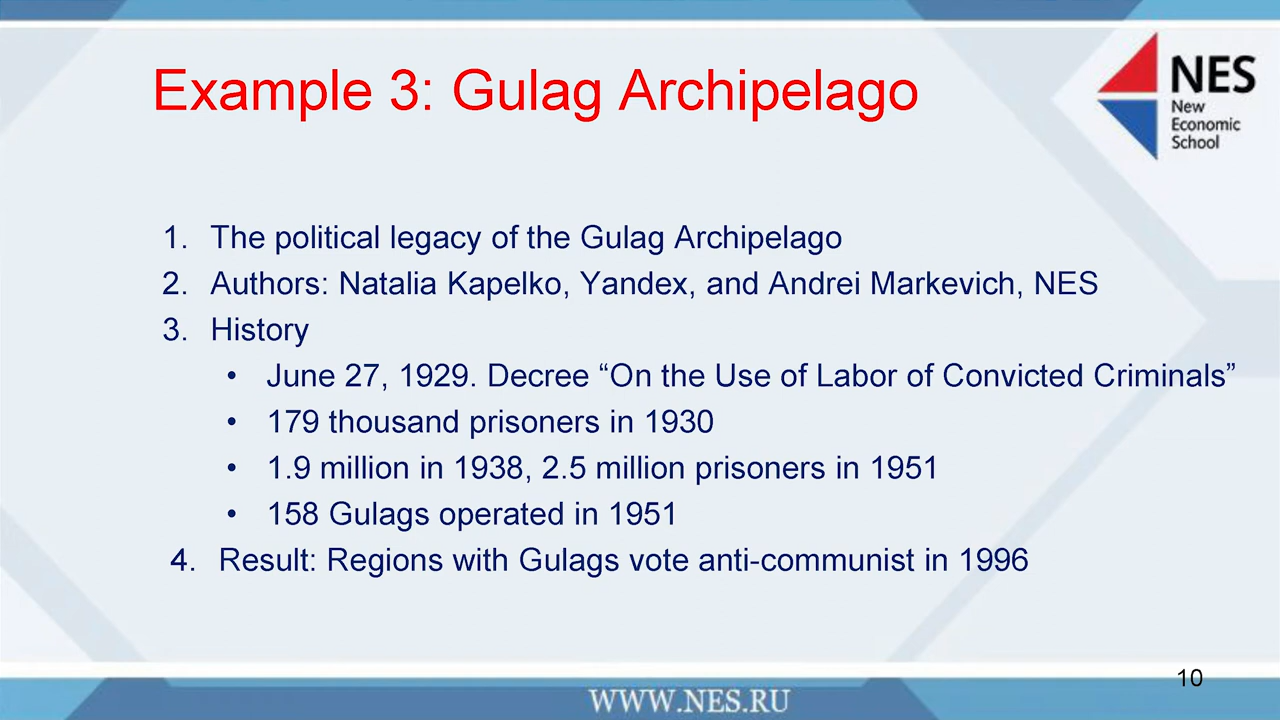 Example 3: Gulag Archipelago
NES
New
Economic
School
1. The political legacy of the Gulag Archipelago
2. Authors: Natalia Kapelko, Yandex, and Andrei Markevich, NES
3. History
• June 27, 1929. Decree “On the Use of Labor of Convicted Criminals”
• 179 thousand prisoners in 1930
• 1.9 million in 1938, 2.5 million prisoners in 1951
• 158 Gulags operated in 1951
4. Result: Regions with Gulags vote anti-communist in 1996
10
WWW.NES.RU